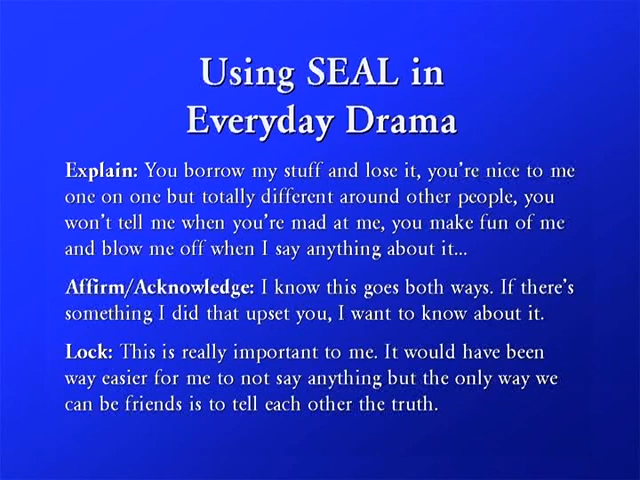 Using SEAL in
Everyday Drama
Explain: You borrow my stuff and lose it, you’re nice to me
one on one but totally different around other people, you
won’t tell me when you’re mad at me, you make fun of me
and blow me off when I say anything about it...
Affirm/Acknowledge: I know this goes both ways. If there’s
something I did that upset you, I want to know about it.
Lock: This is really important to me. It would have been
way easier for me to not say anything but the only way we
can be friends is to tell each other the truth.